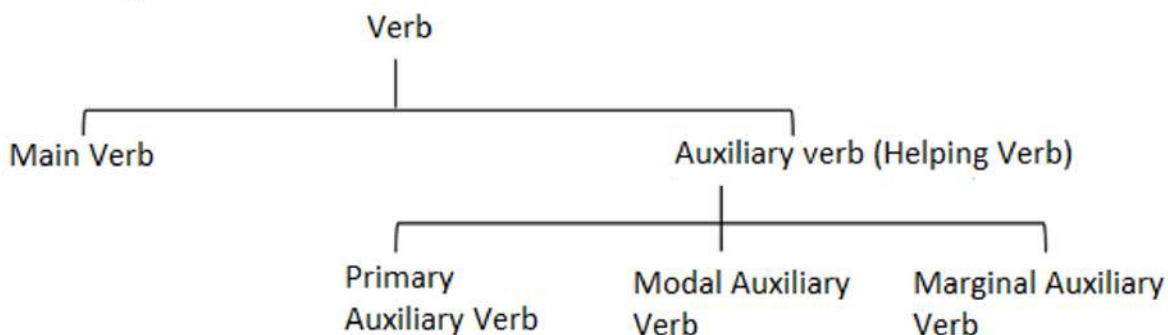 Verb
Main Verb
Auxiliary verb (Helping Verb)
Primary
Auxiliary Verb
Modal Auxiliary
Verb
Marginal Auxiliary
Verb